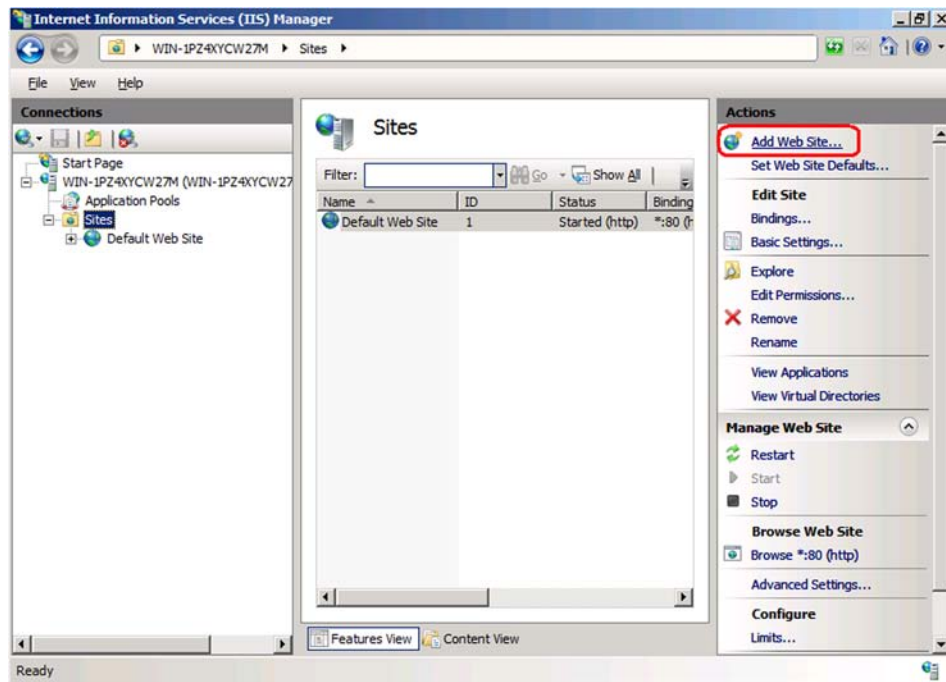 Internet Information Services (IIS) Manager
WIN-1PZ4XYCW27M Sites
File View Help
Connections
Start Page
WIN-1PZ4XYCW27M (WIN-1PZ4XYCW27
Application Pools
Sites
Default Web Site
Sites
Filter: Go Show All
Name ID Status Binding
Default Web Site 1 Started (http) *:80 (h
Features View Content View
Actions
Add Web Site...
Set Web Site Defaults...
Edit Site
Bindings...
Basic Settings...
Explore
Edit Permissions...
Remove
Rename
View Applications
View Virtual Directories
Manage Web Site
Restart
Start
Stop
Browse Web Site
Browse *:80 (http)
Advanced Settings...
Configure
Limits...
Ready